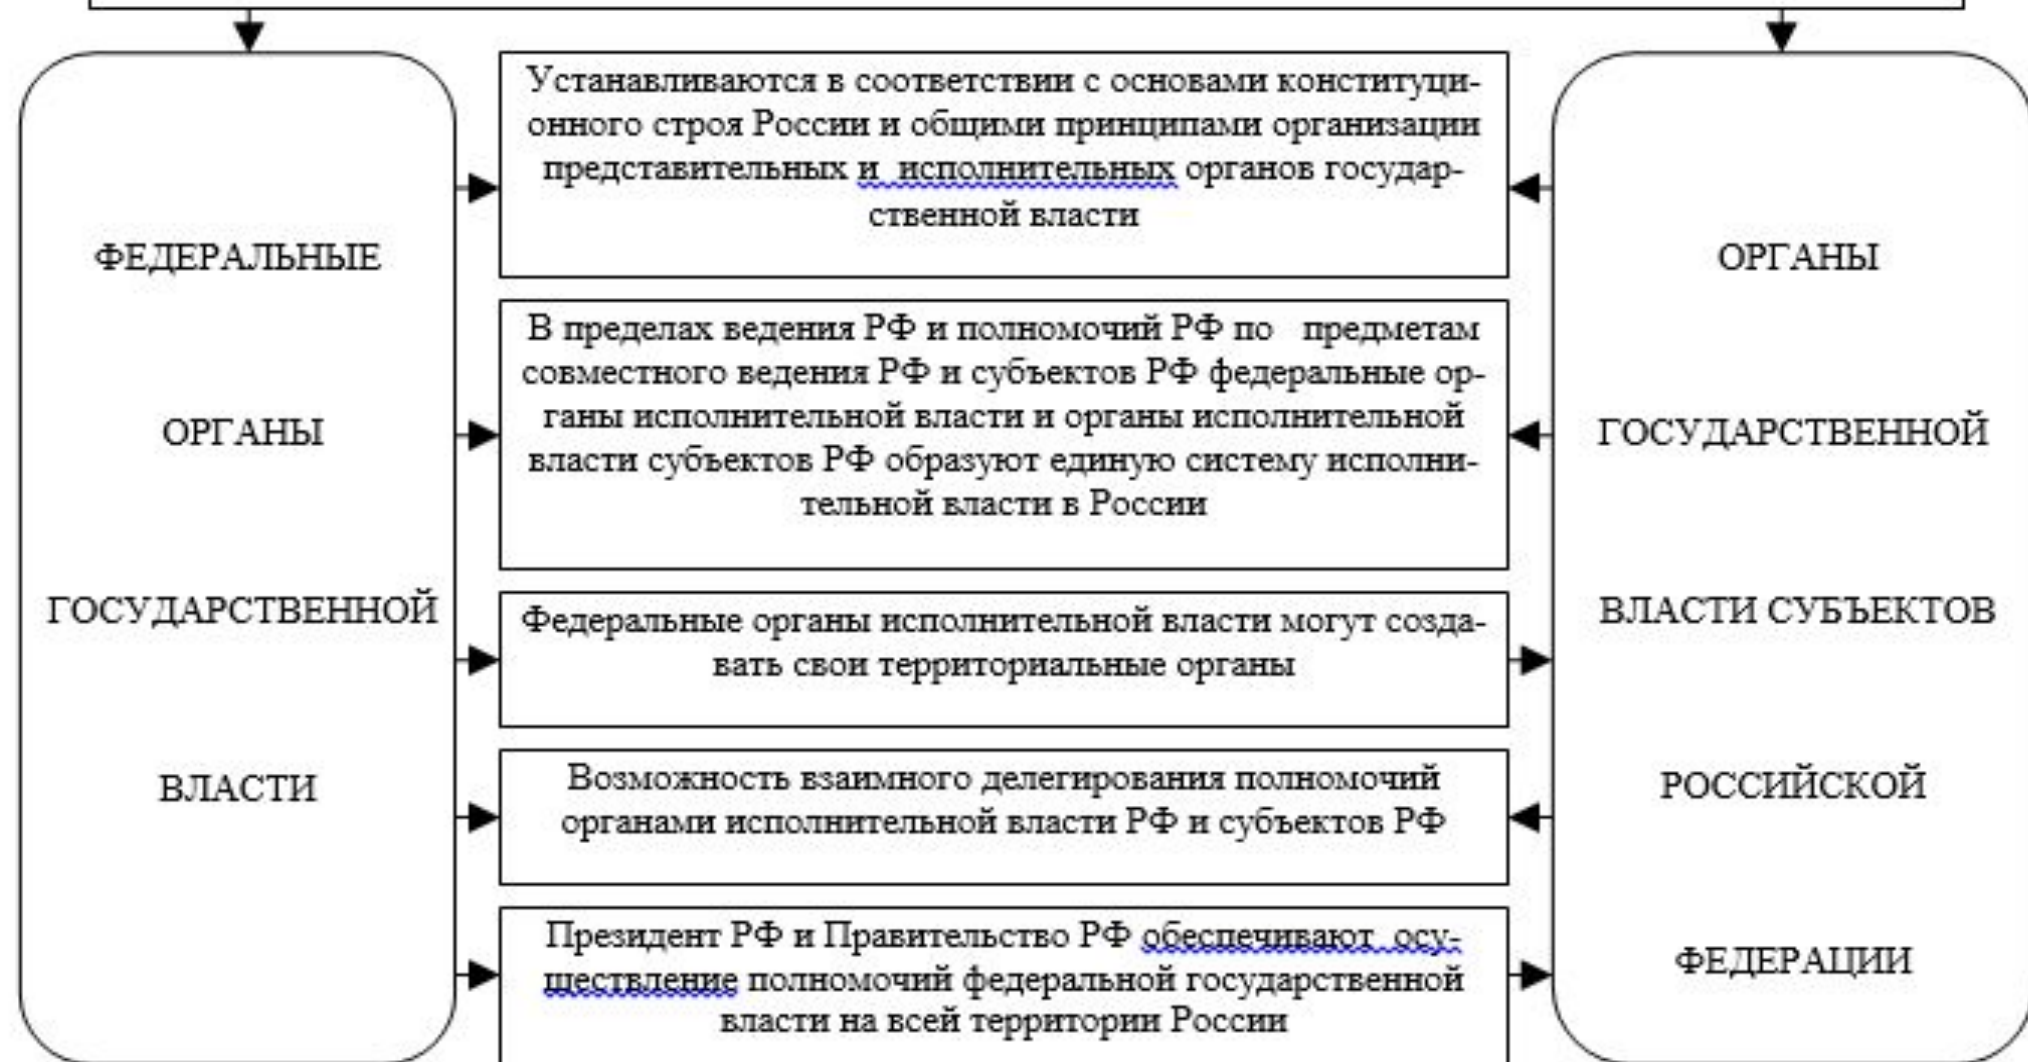 ФЕДЕРАЛЬНЫЕ
ОРГАНЫ
ГОСУДАРСТВЕННОЙ
ВЛАСТИ
Устанавливаются в соответствии с основами конституци-
онного строя России и общими принципами организации
представительных и исполнительных органов государ-
ственной власти
В пределах ведения РФ и полномочий РФ по предметам
совместного ведения РФ и субъектов РФ федеральные ор-
ганы исполнительной власти и органы исполнительной
власти субъектов РФ образуют единую систему исполни-
тельной власти в России
Федеральные органы исполнительной власти могут созда-
вать свои территориальные органы
Возможность взаимного делегирования полномочий
органами исполнительной власти РФ и субъектов РФ
Президент РФ и Правительство РФ обеспечивают осу-
ществление полномочий федеральной государственной
власти на всей территории России
ОРГАНЫ
ГОСУДАРСТВЕННОЙ
ВЛАСТИ СУБЪЕКТОВ
РОССИЙСКОЙ
ФЕДЕРАЦИИ